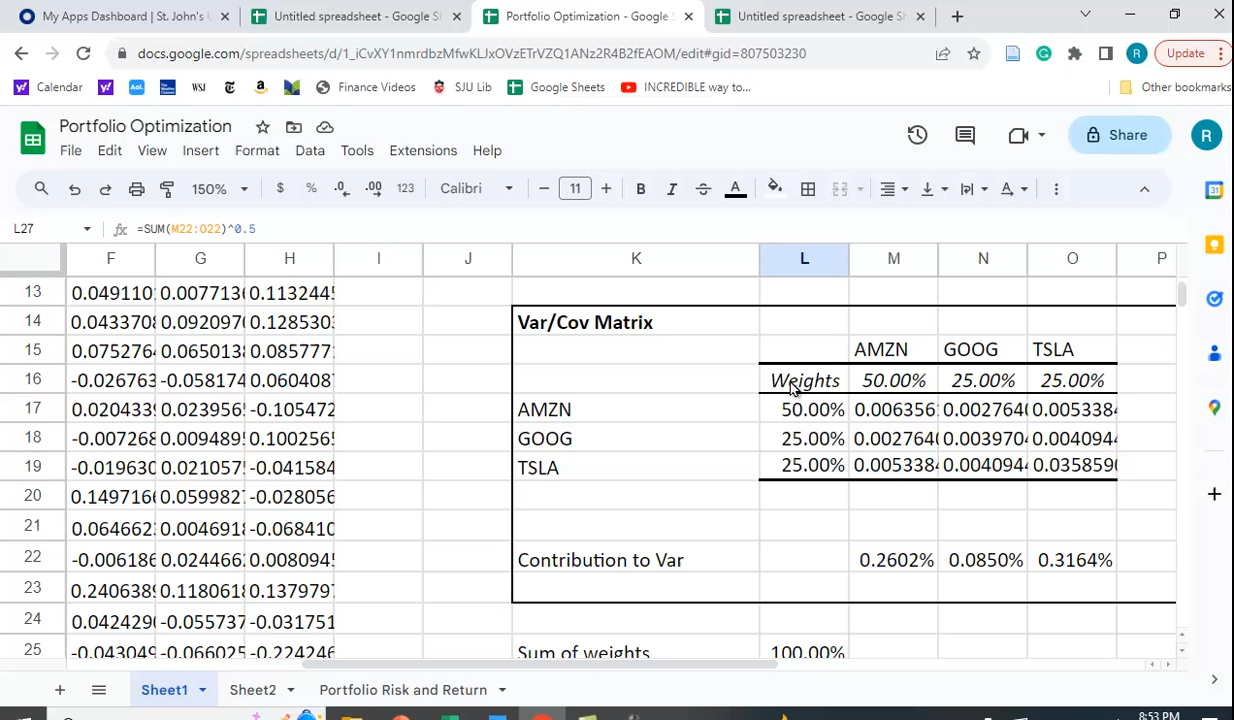 My Apps Dashboard | St. John's
Untitled spreadsheet - Google
Portfolio Optimization - Google
Untitled spreadsheet - Google Sh
docs.google.com/spreadsheets/d/1_iCvXY1nmrdbzMfwKLJxOVzETrVZQ1ANz2R4B2fEAOM/edit#gid=807503230
Update
Calendar
Finance Videos
SJU Lib
Google Sheets
INCREDIBLE way to...
Other bookmarks
Portfolio Optimization
File Edit View Insert Format Data Tools Extensions Help
Share
R
150% $ % .0 .00 123 Calibri 11 B I A
L27 fx =SUM(M22:O22)^0.5
F G H I J K L M N O P
13 0.049110 0.007713 0.113244
14 0.043370 0.092097 0.128530 Var/Cov Matrix
15 0.075276 0.065013 0.085777 AMZN GOOG TSLA
16 -0.026763 -0.058174 0.060408 Weights 50.00% 25.00% 25.00%
17 0.020433 0.023956 -0.105472 AMZN 50.00% 0.006356 0.002764 0.005338
18 -0.007268 0.009489 0.100256 GOOG 25.00% 0.002764 0.003970 0.004094
19 -0.019630 0.021057 -0.041584 TSLA 25.00% 0.005338 0.004094 0.035859
20 0.149716 0.059982 -0.028056
21 0.064662 0.004691 -0.068410
22 -0.006186 0.024466 0.008094 Contribution to Var 0.2602% 0.0850% 0.3164%
23 0.240638 0.118061 0.137979
24 0.042429 -0.055737 -0.031751
25 -0.043049 -0.066025 -0.224246 Sum of weights 100.00%
Sheet1 Sheet2 Portfolio Risk and Return
8:53 PM